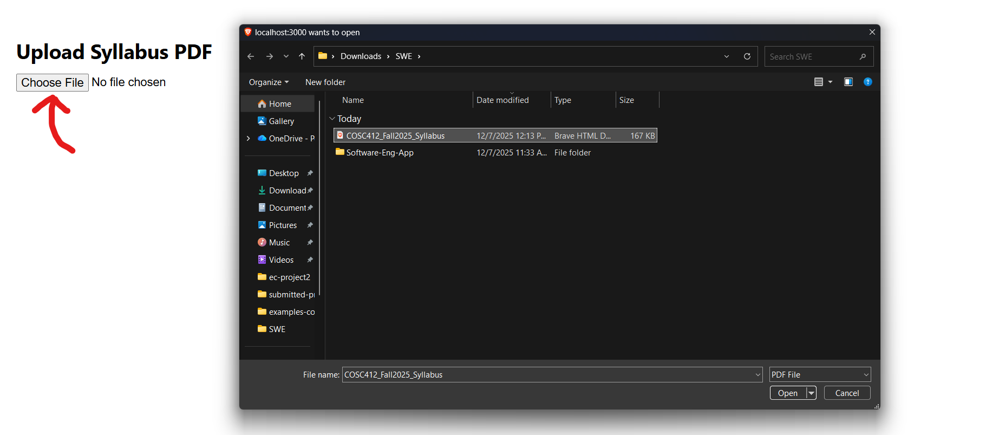 Upload Syllabus PDF
Choose File No file chosen
localhost:3000 wants to open
Downloads SWE
Search SWE
Organize New folder
Name Date modified Type Size
Today
COSC412_Fall2025_Syllabus 12/7/2025 12:13 P... Brave HTML D... 167 KB
Software-Eng-App 12/7/2025 11:33 A... File folder
Home
Gallery
OneDrive - P
Desktop
Download
Document
Pictures
Music
Videos
ec-project2
submitted-pr
examples-co
SWE
File name: COSC412_Fall2025_Syllabus PDF File
Open Cancel